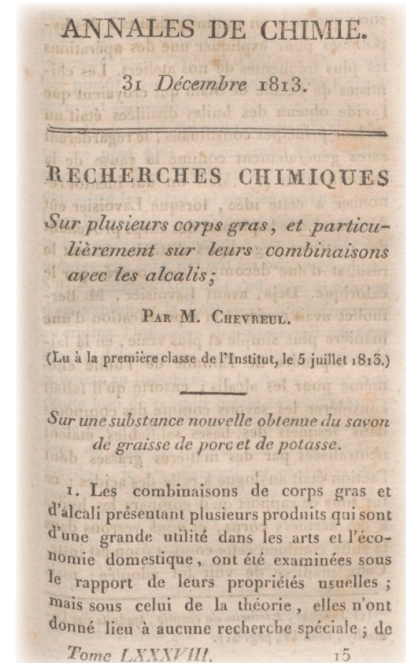 ANNALES DE CHIMIE.
31 Décembre 1813.
RECHERCHES CHIMIQUES
Sur plusieurs corps gras, et particu-
lièrement sur leurs combinaisons
avec les alcalis;
Par M. Chevreul.
(Lu à la première classe de l'Institut, le 5 juillet 1813.)
Sur une substance nouvelle obtenue du savon
de graisse de porc et de potasse.
1. Les combinaisons de corps gras et
d'alcali présentant plusieurs produits qui sont
d'une grande utilité dans les arts et l'éco-
nomie domestique, ont été examinées sous
le rapport de leurs propriétés usuelles;
mais sous celui de la théorie, elles n'ont
donné lieu à aucune recherche spéciale; de
Tome LXXXVIII. 15